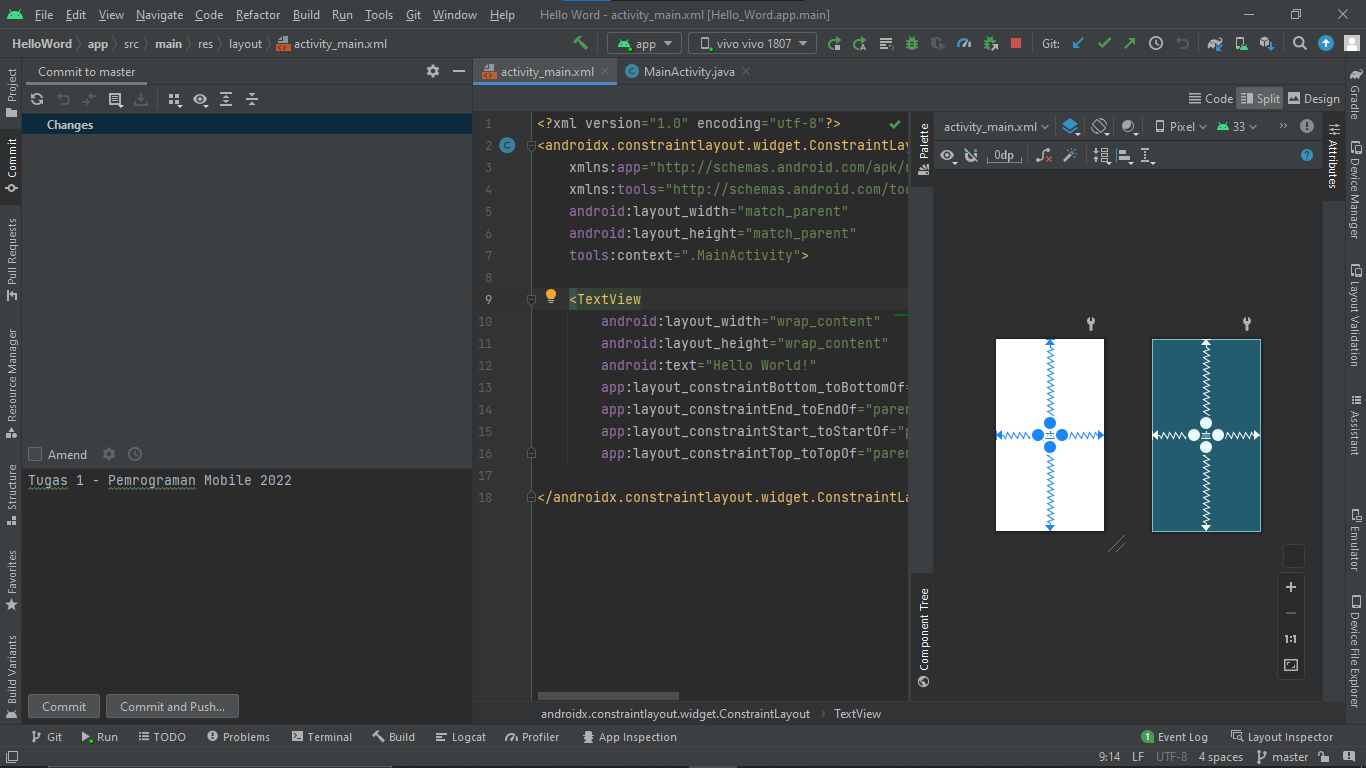 File Edit View Navigate Code Refactor Build Run Tools Git Window Help Hello Word - activity_main.xml [Hello_Word.app.main]
HelloWord app src main res layout activity_main.xml app vivo vivo 1807 Git:
Commit to master
activity_main.xml MainActivity.java
Code Split Design
Changes
Amend
Tugas 1 - Pemrograman Mobile 2022
Commit Commit and Push...
Project
Commit
Pull Requests
Resource Manager
Structure
Favorites
Build Variants
1 <?xml version="1.0" encoding="utf-8"?>
2 <androidx.constraintlayout.widget.ConstraintLay
3 xmlns:app="http://schemas.android.com/apk/r
4 xmlns:tools="http://schemas.android.com/too
5 android:layout_width="match_parent"
6 android:layout_height="match_parent"
7 tools:context=".MainActivity">
8
9 <TextView
10 android:layout_width="wrap_content"
11 android:layout_height="wrap_content"
12 android:text="Hello World!"
13 app:layout_constraintBottom_toBottomOf=
14 app:layout_constraintEnd_toEndOf="paren
15 app:layout_constraintStart_toStartOf="p
16 app:layout_constraintTop_toTopOf="paren
17
18 </androidx.constraintlayout.widget.ConstraintLa
androidx.constraintlayout.widget.ConstraintLayout TextView
Palette
Component Tree
activity_main.xml Pixel 33
0dp
1:1
Attributes
Gradle
Device Manager
Layout Validation
Assistant
Emulator
Device File Explorer
Git Run TODO Problems Terminal Build Logcat Profiler App Inspection 1 Event Log Layout Inspector
9:14 LF UTF-8 4 spaces master